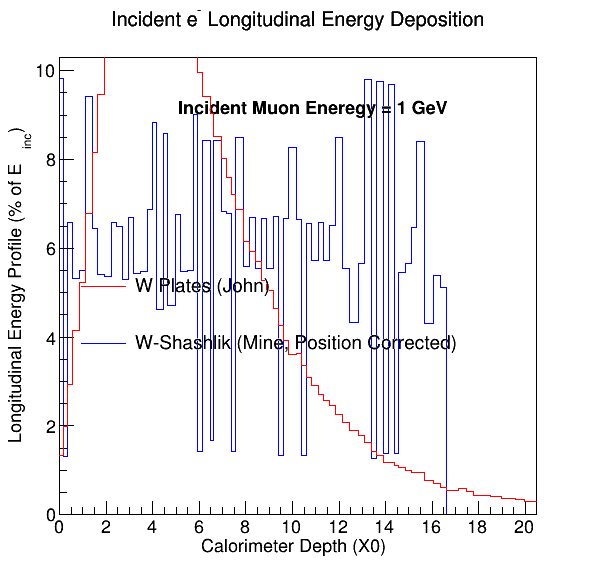 Incident e- Longitudinal Energy Deposition
Incident Muon Eneregy = 1 GeV
W Plates (John)
W-Shashlik (Mine, Position Corrected)
Longitudinal Energy Profile (% of E inc)
10
8
6
4
2
0
0 2 4 6 8 10 12 14 16 18 20
Calorimeter Depth (X0)